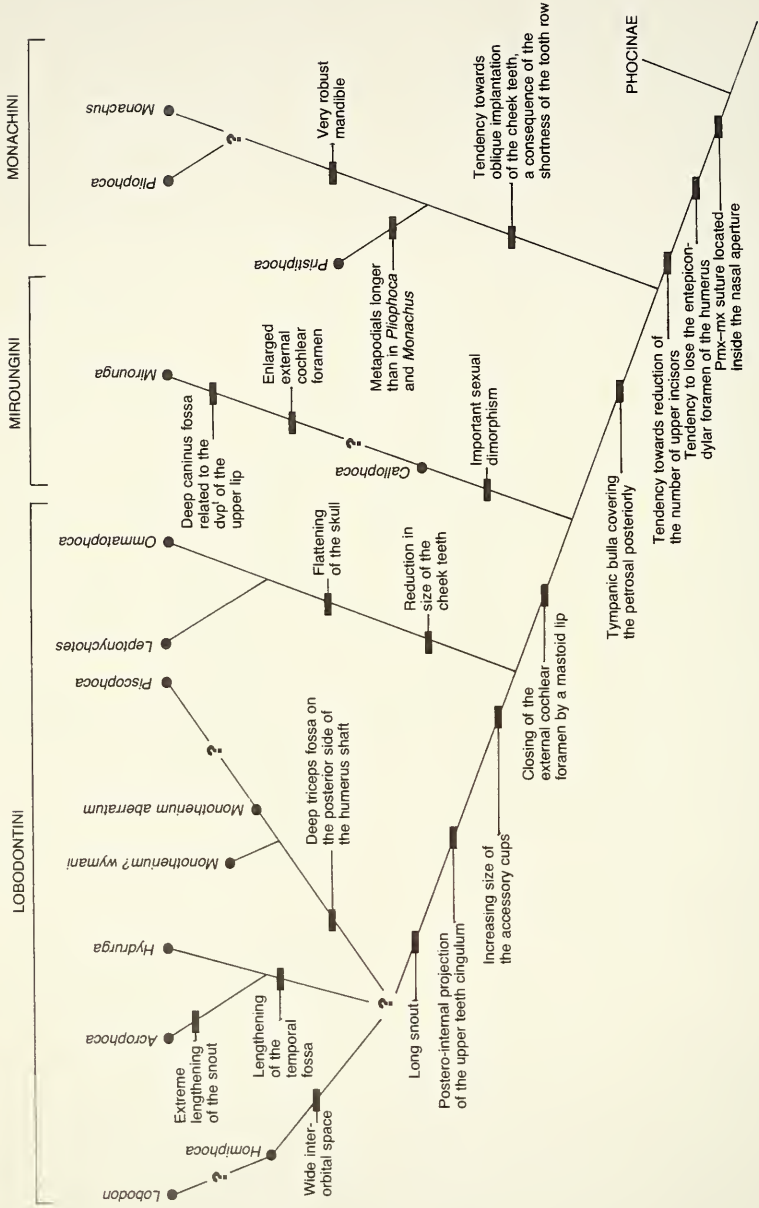 LOBODONTINI
MIROUNGINI
MONACHINI
Lobodon
?
Homiphoca
Wide inter-
orbital space
Acrophoca
Extreme
lengthening
of the snout
Hydrurga
Lengthening
of the
temporal
fossa
Monotherium? wymani
Monotherium aberratum
?
Piscophoca
Deep triceps fossa on
the posterior side of
the humerus shaft
?
Leptonychotes
Ommatophoca
Flattening
of the skull
Reduction in
size of the
cheek teeth
Mirounga
Deep caninus fossa
related to the
dvpt of the
upper lip
Enlarged
external
cochlear
foramen
?
Callophoca
Important sexual
dimorphism
Pliophoca
?
Monachus
Very robust
mandible
Pristiphoca
Metapodials longer
than in Pliophoca
and Monachus
Tendency towards
oblique implantation
of the cheek teeth,
a consequence of the
shortness of the tooth row
PHOCINAE
Long snout
Postero-internal projection
of the upper teeth cingulum
Increasing size of
the accessory cups
Closing of the
external cochlear
foramen by a mastoid lip
Tympanic bulla covering
the petrosal posteriorly
Tendency towards reduction of
the number of upper incisors
Tendency to lose the entepicon-
dylar foramen of the humerus
Pmx–mx suture located
inside the nasal aperture